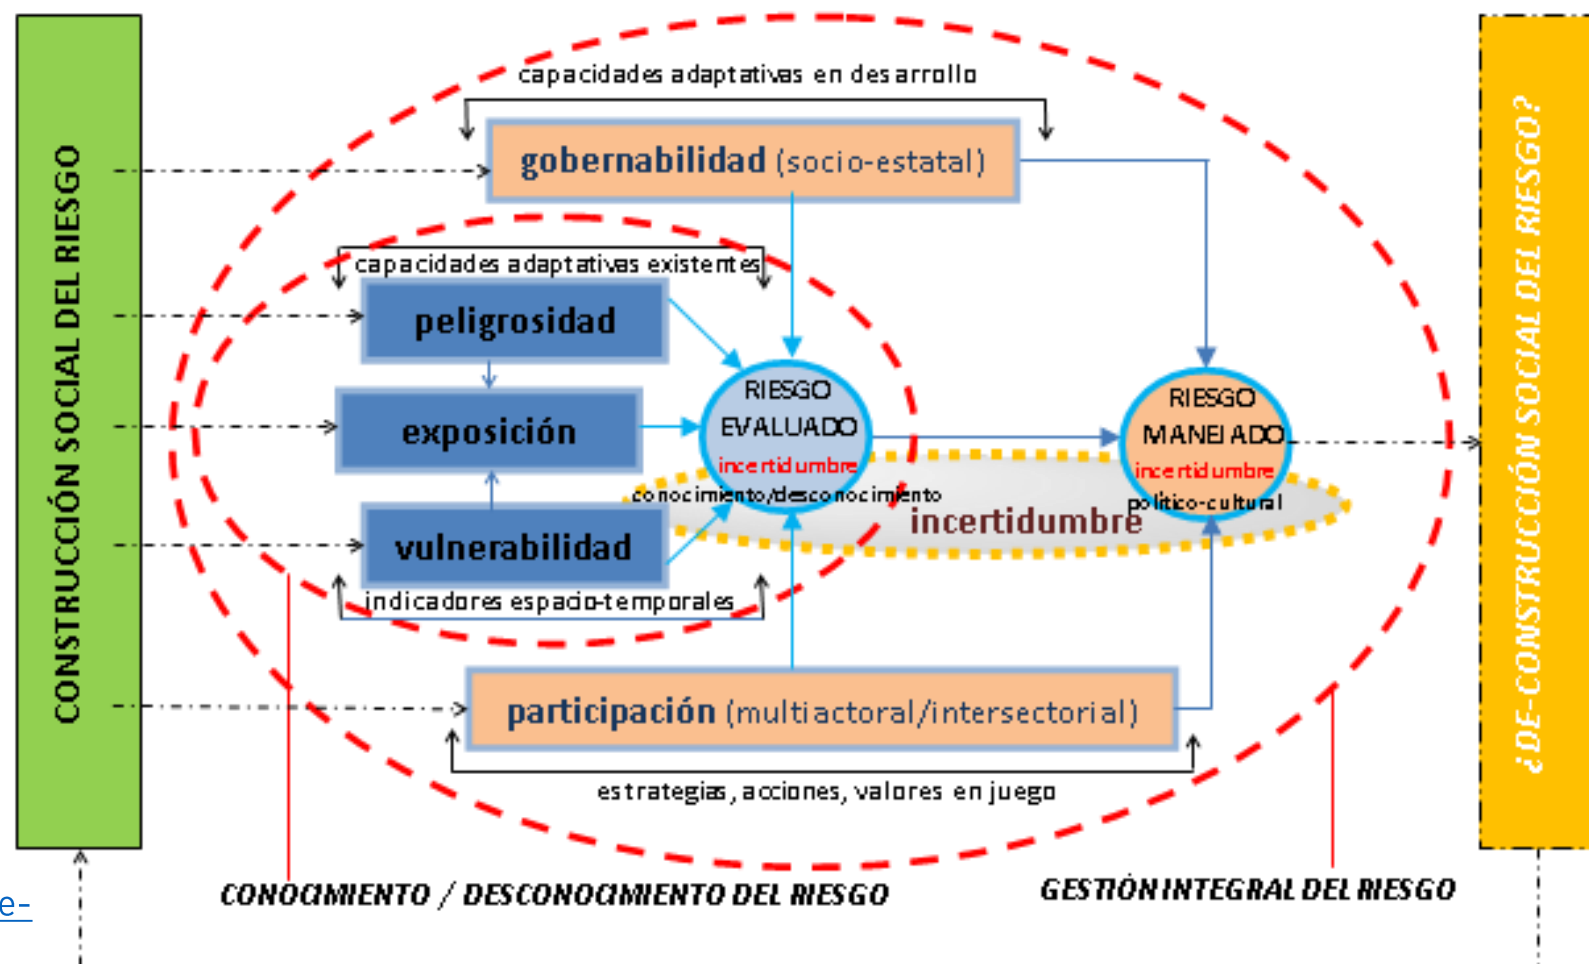 CONSTRUCCIÓN SOCIAL DEL RIESGO
capacidades adaptativas en desarrollo
gobernabilidad (socio-estatal)
capacidades adaptativas existentes
peligrosidad
exposición
vulnerabilidad
indicadores espacio-temporales
RIESGO
EVALUADO
incertidumbre
conocimiento/desconocimiento
incertidumbre
RIESGO
MANEJADO
incertidumbre
político-cultural
participación (multiactoral/intersectorial)
estrategias, acciones, valores en juego
CONOCIMIENTO / DESCONOCIMIENTO DEL RIESGO
GESTIÓN INTEGRAL DEL RIESGO
¿DE-CONSTRUCCIÓN SOCIAL DEL RIESGO?
e-